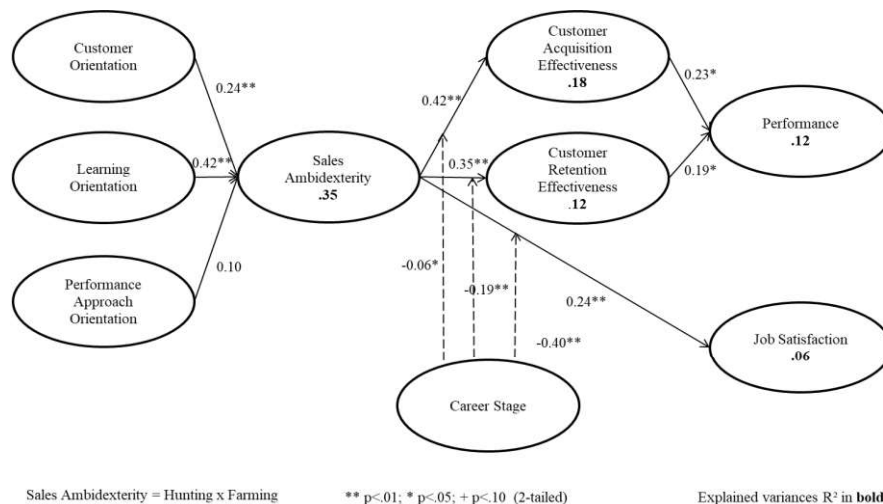 Customer
Orientation
Learning
Orientation
Performance
Approach
Orientation
0.24**
0.42**
0.10
Sales
Ambidexterity
.35
Customer
Acquisition
Effectiveness
.18
Customer
Retention
Effectiveness
.12
0.42**
0.35**
-0.06*
-0.19**
-0.40**
0.24**
0.23*
0.19*
Performance
.12
Job Satisfaction
.06
Career Stage
Sales Ambidexterity = Hunting x Farming
** p<.01; * p<.05; + p<.10 (2-tailed)
Explained variances R² in bold